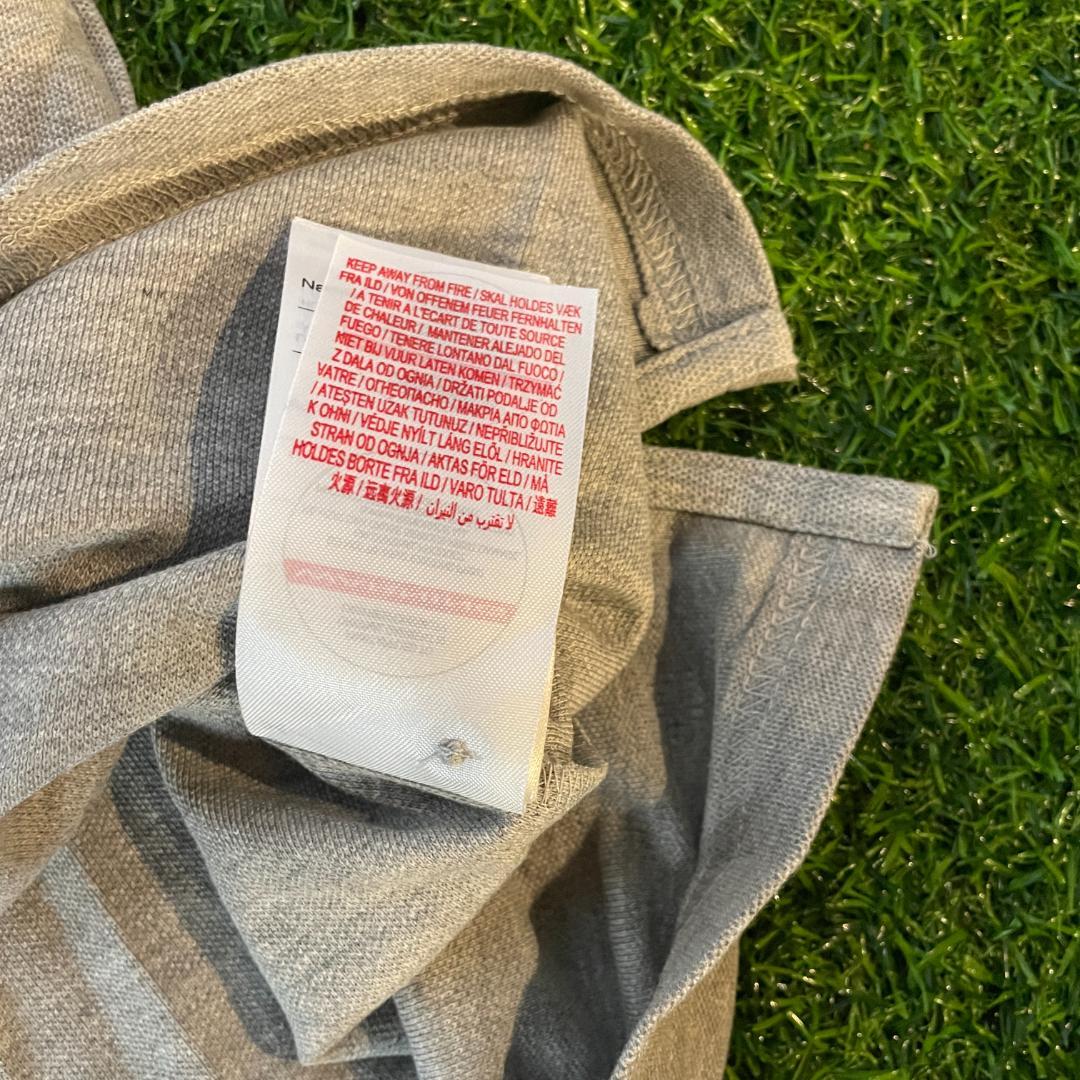 Ne
KEEP AWAY FROM FIRE / SKAL HOLDES VÆK
FRA ILD / VON OFFENEM FEUER FERNHALTEN
/ A TENIR A L'ECART DE TOUTE SOURCE
DE CHALEUR / MANTENER ALEJADO DEL
FUEGO / TENERE LONTANO DAL FUOCO /
NIET BIJ VUUR LATEN KOMEN / TRZYMAĆ
Z DALA OD OGNIA / DRŽATI PODALJE OD
VATRE / ОГНЕОПАСНО / ΜΑΚΡΙΑ ΑΠΟ ΦΩΤΙΑ
/ ATEŞTEN UZAK TUTUNUZ / NEPŘIBLIŽUJTE
K OHNI / VÉDJE NYÍLT LÁNG ELŐL / HRANITE
STRAN OD OGNJA / AKTAS FÖR ELD / MÅ
HOLDES BORTE FRA ILD / VARO TULTA / 遠離
火源 / 远离火源 / لا تقترب من النيران